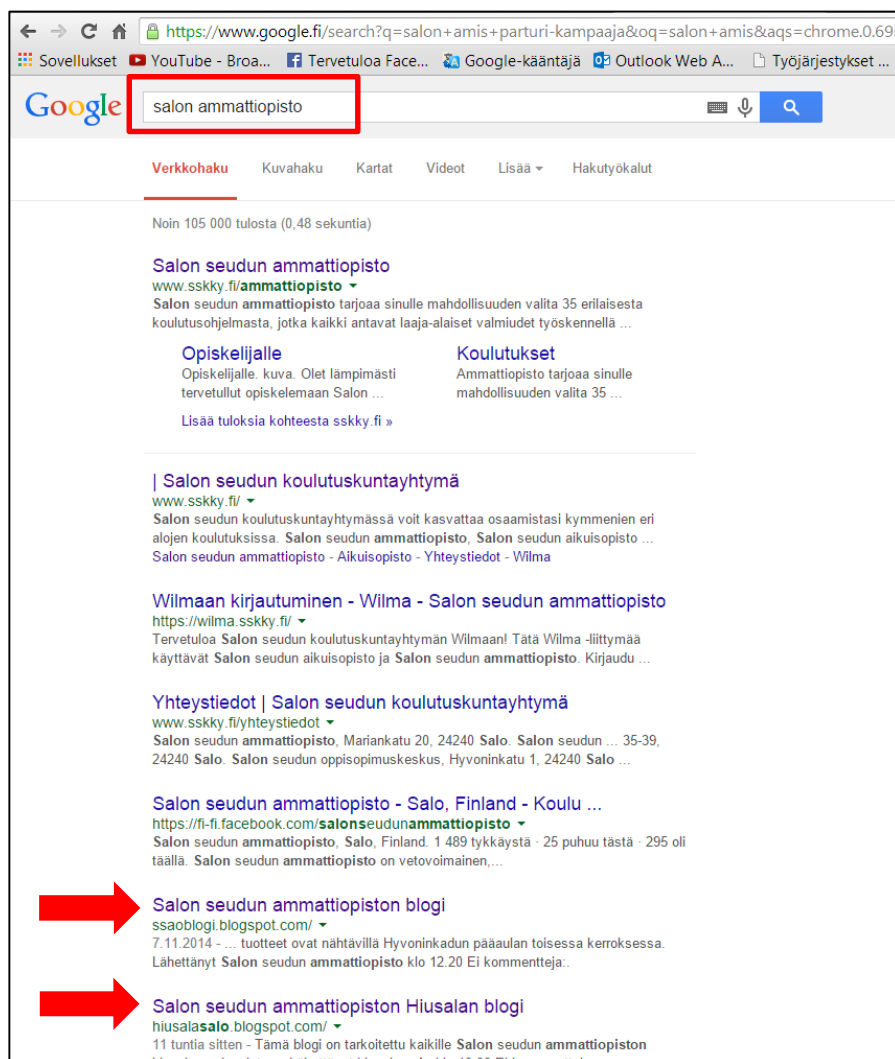 https://www.google.fi/search?q=salon+amis+parturi-kampaaja&oq=salon+amis&aqs=chrome.0.69
Sovellukset YouTube - Broa... Tervetuloa Face... Google-kääntäjä Outlook Web A... Työjärjestykset ...
Google salon ammattiopisto
Verkkohaku Kuvahaku Kartat Videot Lisää Hakutyökalut
Noin 105 000 tulosta (0,48 sekuntia)
Salon seudun ammattiopisto
www.sskky.fi/ammattiopisto
Salon seudun ammattiopisto tarjoaa sinulle mahdollisuuden valita 35 erilaisesta
koulutusohjelmasta, jotka kaikki antavat laaja-alaiset valmiudet työskennellä ...
Opiskelijalle
Opiskelijalle. kuva. Olet lämpimästi
tervetullut opiskelemaan Salon ...
Koulutukset
Ammattiopisto tarjoaa sinulle
mahdollisuuden valita 35 ...
Lisää tuloksia kohteesta sskky.fi »
| Salon seudun koulutuskuntayhtymä
www.sskky.fi/
Salon seudun koulutuskuntayhtymässä voit kasvattaa osaamistasi kymmenien eri
alojen koulutuksissa. Salon seudun ammattiopisto, Salon seudun aikuisopisto ...
Salon seudun ammattiopisto - Aikuisopisto - Yhteystiedot - Wilma
Wilmaan kirjautuminen - Wilma - Salon seudun ammattiopisto
https://wilma.sskky.fi/
Tervetuloa Salon seudun koulutuskuntayhtymän Wilmaan! Tätä Wilma -liittymää
käyttävät Salon seudun aikuisopisto ja Salon seudun ammattiopisto. Kirjaudu ...
Yhteystiedot | Salon seudun koulutuskuntayhtymä
www.sskky.fi/yhteystiedot
Salon seudun ammattiopisto, Mariankatu 20, 24240 Salo. Salon seudun ... 35-39,
24240 Salo. Salon seudun oppisopimuskeskus, Hyvoninkatu 1, 24240 Salo ...
Salon seudun ammattiopisto - Salo, Finland - Koulu ...
https://fi-fi.facebook.com/salonseudunammattiopisto
Salon seudun ammattiopisto, Salo, Finland. 1 489 tykkäystä · 25 puhuu tästä · 295 oli
täällä. Salon seudun ammattiopisto on vetovoimainen,...
Salon seudun ammattiopiston blogi
ssaoblogi.blogspot.com/
7.11.2014 - ... tuotteet ovat nähtävillä Hyvoninkadun pääaulan toisessa kerroksessa.
Lähettänyt Salon seudun ammattiopisto klo 12.20 Ei kommentteja:.
Salon seudun ammattiopiston Hiusalan blogi
hiusalasalo.blogspot.com/
11 tuntia sitten - Tämä blogi on tarkoitettu kaikille Salon seudun ammattiopiston